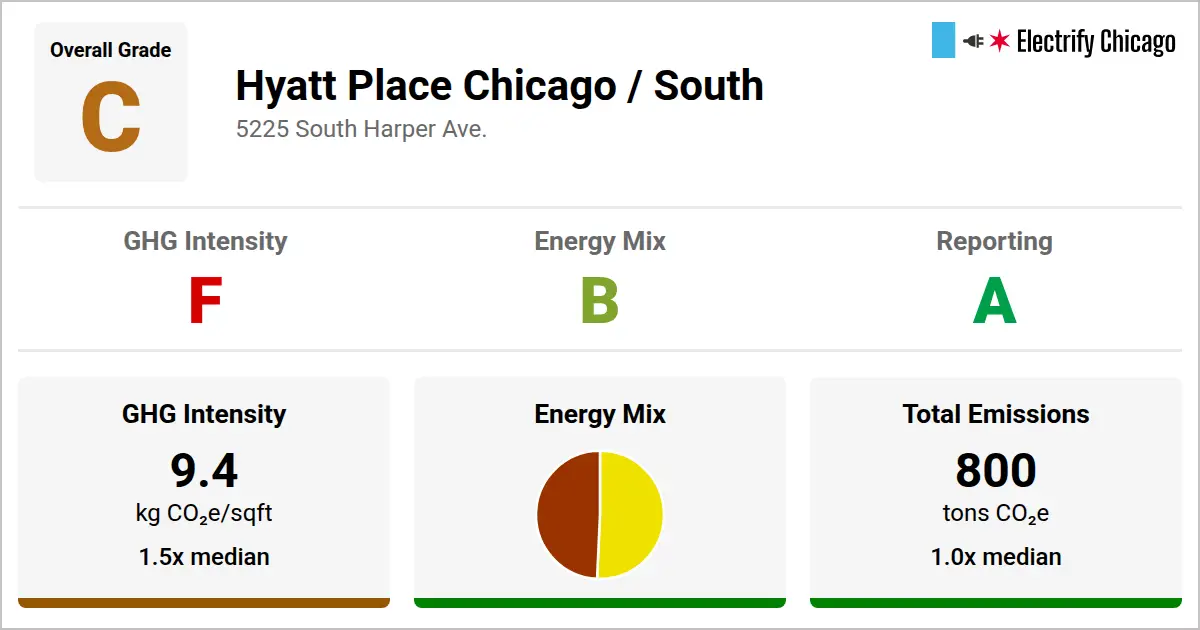 Overall Grade
C
Hyatt Place Chicago / South
5225 South Harper Ave.
Electrify Chicago
GHG Intensity
F
Energy Mix
B
Reporting
A
GHG Intensity
9.4
kg CO₂e/sqft
1.5x median
Energy Mix
Total Emissions
800
tons CO₂e
1.0x median